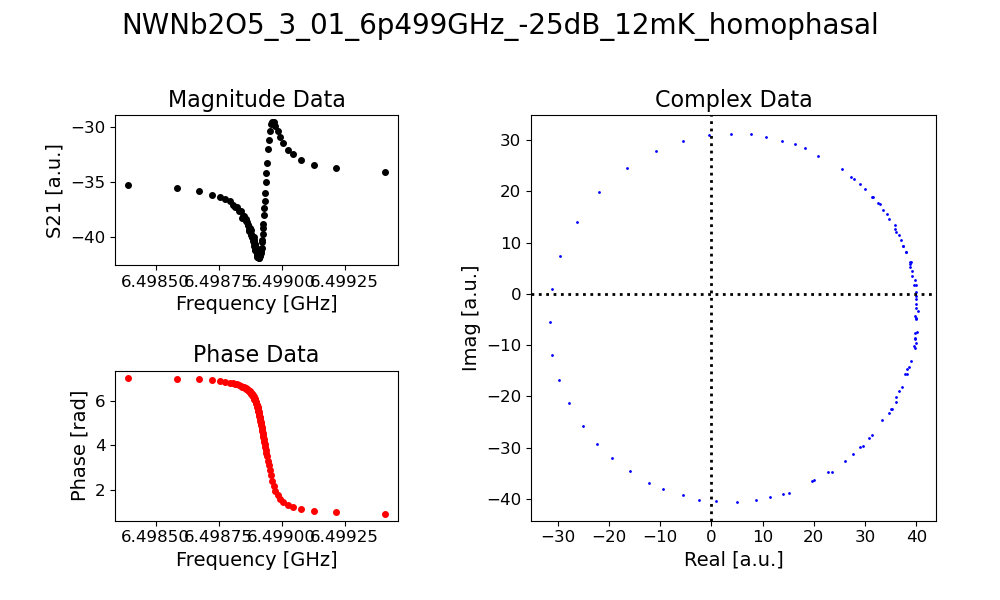 NWNb2O5_3_01_6p499GHz_-25dB_12mK_homophasal
Magnitude Data
S21 [a.u.]
−30
−35
−40
6.49850 6.49875 6.49900 6.49925
Frequency [GHz]
Phase Data
Phase [rad]
6
4
2
6.49850 6.49875 6.49900 6.49925
Frequency [GHz]
Complex Data
Imag [a.u.]
30
20
10
0
−10
−20
−30
−40
−30 −20 −10 0 10 20 30 40
Real [a.u.]